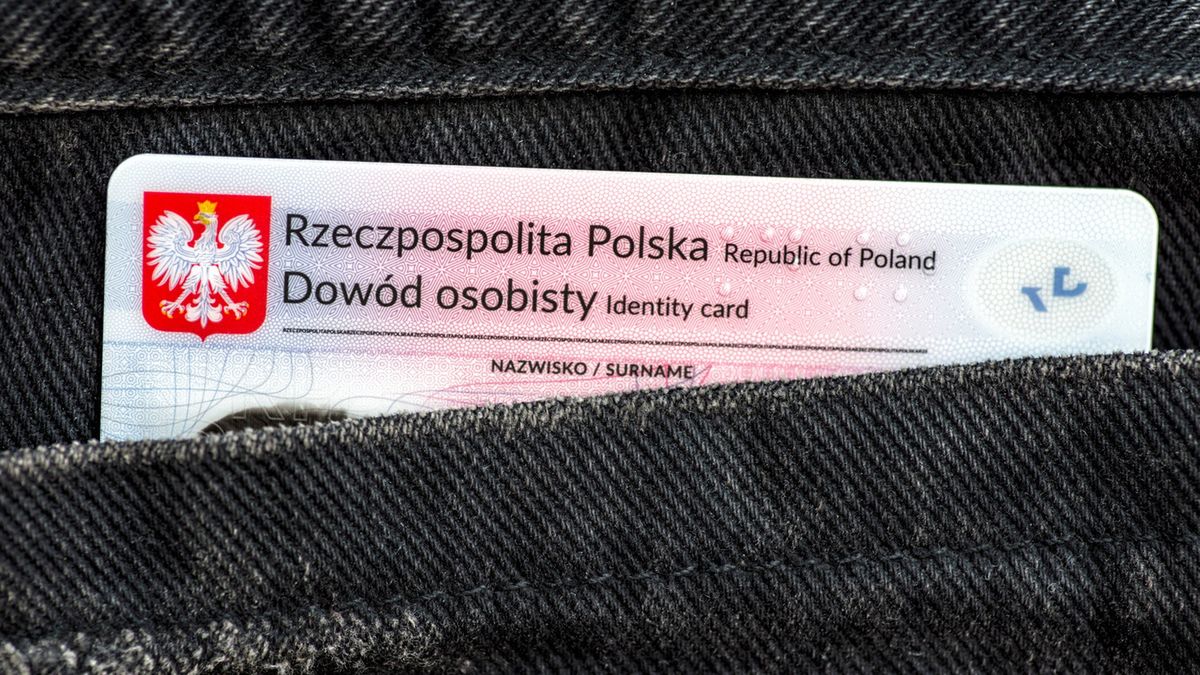 Rzeczpospolita Polska Republic of Poland
Dowód osobisty Identity card
NAZWISKO / SURNAME